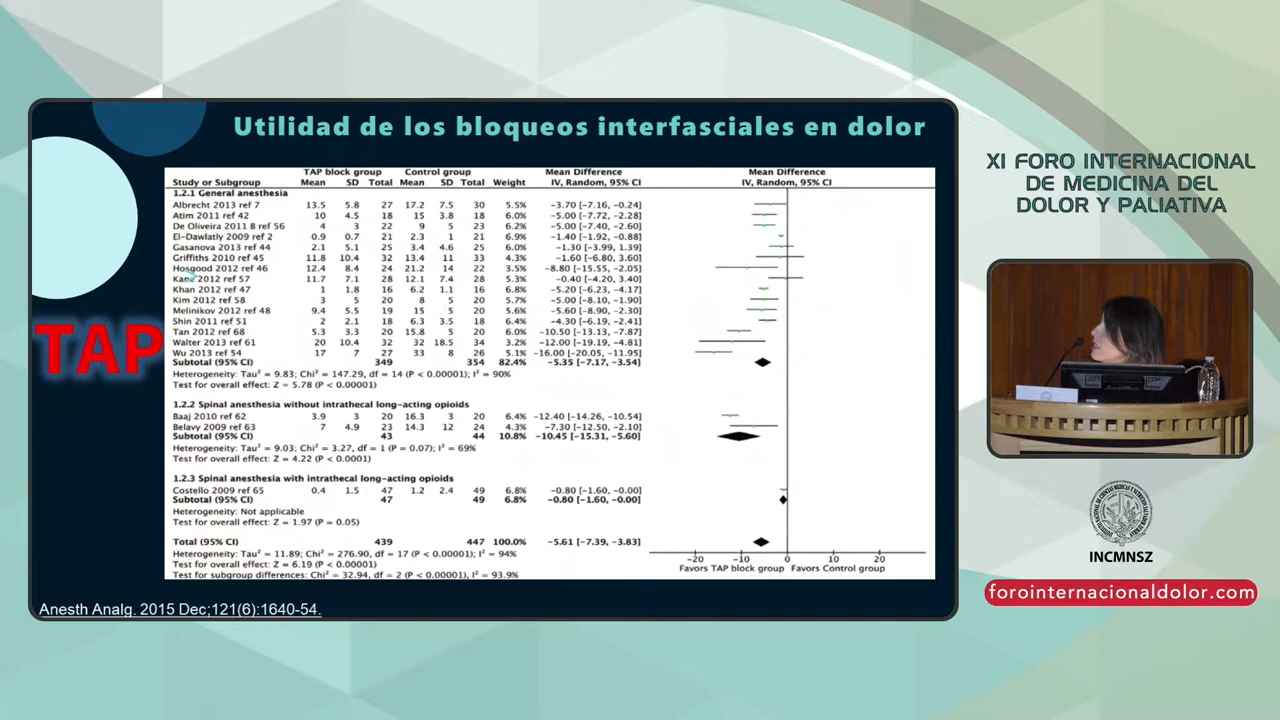 Utilidad de los bloqueos interfasciales en dolor
TAP
TAP block group Control group Mean Difference Mean Difference
Study or Subgroup Mean SD Total Mean SD Total Weight IV, Random, 95% CI IV, Random, 95% CI
1.2.1 General anesthesia
Albrecht 2013 ref 7 13.5 5.8 27 17.2 7.5 30 5.5% -3.70 [-7.16, -0.24]
Atim 2011 ref 42 10 4.5 18 15 3.8 18 6.0% -5.00 [-7.72, -2.28]
De Oliveira 2011 B ref 56 4 3 22 9 5 23 6.1% -5.00 [-7.40, -2.60]
El-Dawlatly 2009 ref 2 0.9 0.7 21 2.3 1 21 6.9% -1.40 [-1.92, -0.88]
Gasanova 2013 ref 44 2.1 5.1 25 3.4 4.6 25 6.0% -1.30 [-3.99, 1.39]
Griffiths 2010 ref 45 11.8 10.4 32 13.4 11 33 4.7% -1.60 [-6.80, 3.60]
Hosgood 2012 ref 46 12.4 8.4 24 21.2 14 22 3.5% -8.80 [-15.55, -2.05]
Kane 2012 ref 57 11.7 7.1 28 12.1 7.4 28 5.4% -0.40 [-4.20, 3.40]
Khan 2012 ref 47 1 1.8 16 6.2 1.1 16 6.8% -5.20 [-6.23, -4.17]
Kim 2012 ref 58 3 5 20 8 5 20 5.8% -5.00 [-8.10, -1.90]
Melinikov 2012 ref 48 9.4 5.5 19 15 5 20 5.6% -5.60 [-8.90, -2.30]
Shin 2011 ref 51 2 2.1 18 6.3 3.5 18 6.4% -4.30 [-6.19, -2.41]
Tan 2012 ref 68 5.3 3.3 20 15.8 5 20 6.0% -10.50 [-13.13, -7.87]
Walter 2013 ref 61 20 10.4 32 32 18.5 34 3.2% -12.00 [-19.19, -4.81]
Wu 2013 ref 54 17 7 27 33 8 26 5.1% -16.00 [-20.05, -11.95]
Subtotal (95% CI) 349 354 82.4% -5.35 [-7.17, -3.54]
Heterogeneity: Tau² = 9.83; Chi² = 147.29, df = 14 (P < 0.00001); I² = 90%
Test for overall effect: Z = 5.78 (P < 0.00001)
1.2.2 Spinal anesthesia without intrathecal long-acting opioids
Baaj 2010 ref 62 3.9 3 20 16.3 3 20 6.4% -12.40 [-14.26, -10.54]
Belavy 2009 ref 63 7 4.9 23 14.3 12 24 4.3% -7.30 [-12.50, -2.10]
Subtotal (95% CI) 43 44 10.8% -10.45 [-15.31, -5.60]
Heterogeneity: Tau² = 9.03; Chi² = 3.27, df = 1 (P = 0.07); I² = 69%
Test for overall effect: Z = 4.22 (P < 0.0001)
1.2.3 Spinal anesthesia with intrathecal long-acting opioids
Costello 2009 ref 65 0.4 1.5 47 1.2 2.4 49 6.8% -0.80 [-1.60, -0.00]
Subtotal (95% CI) 47 49 6.8% -0.80 [-1.60, -0.00]
Heterogeneity: Not applicable
Test for overall effect: Z = 1.97 (P = 0.05)
Total (95% CI) 439 447 100.0% -5.61 [-7.39, -3.83]
Heterogeneity: Tau² = 11.89; Chi² = 276.90, df = 17 (P < 0.00001); I² = 94%
Test for overall effect: Z = 6.19 (P < 0.00001)
Test for subgroup differences: Chi² = 32.94, df = 2 (P < 0.00001), I² = 93.9%
-20 -10 0 10 20
Favors TAP block group Favors Control group
Anesth Analg. 2015 Dec;121(6):1640-54.
XI FORO INTERNACIONAL
DE MEDICINA DEL
DOLOR Y PALIATIVA
INCMNSZ
forointernacionaldolor.com